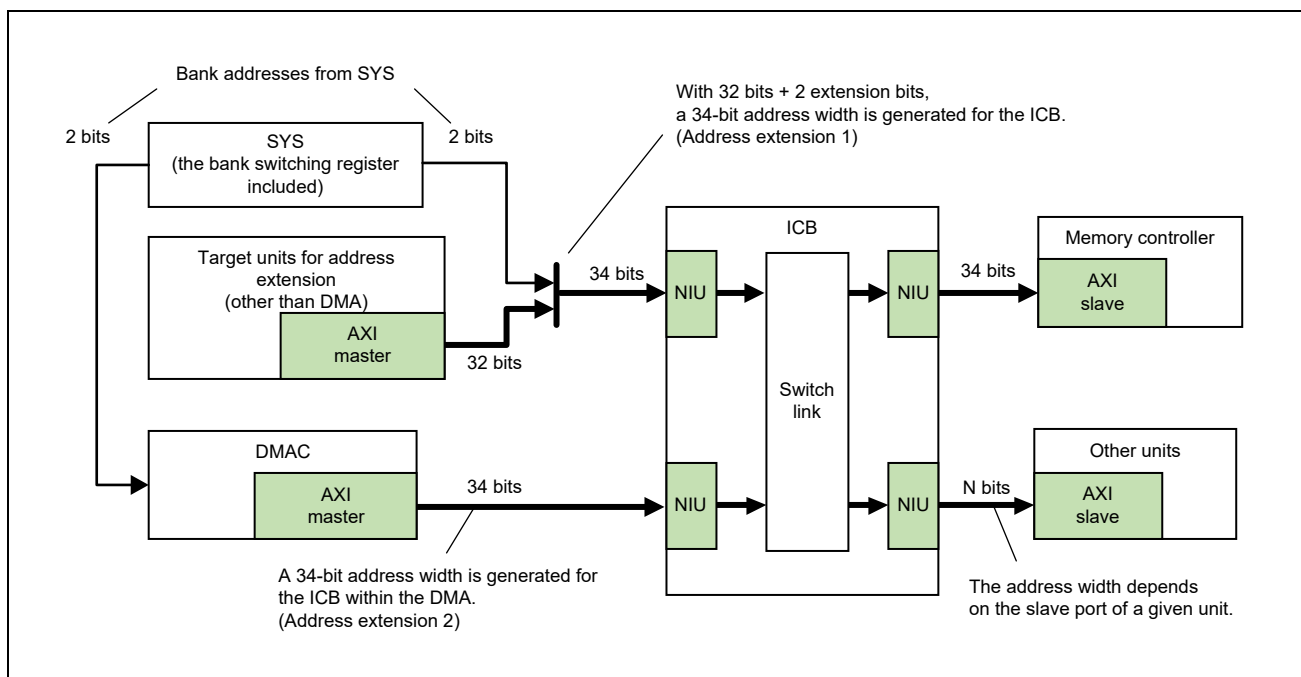 Bank addresses from SYS
2 bits
2 bits
SYS
(the bank switching register
included)
With 32 bits + 2 extension bits,
a 34-bit address width is generated for the ICB.
(Address extension 1)
Target units for address
extension
(other than DMA)
AXI
master
32 bits
34 bits
ICB
NIU
NIU
34 bits
Memory controller
AXI
slave
Switch
link
DMAC
AXI
master
34 bits
NIU
NIU
N bits
Other units
AXI
slave
A 34-bit address width is generated for
the ICB within the DMA.
(Address extension 2)
The address width depends
on the slave port of a given unit.